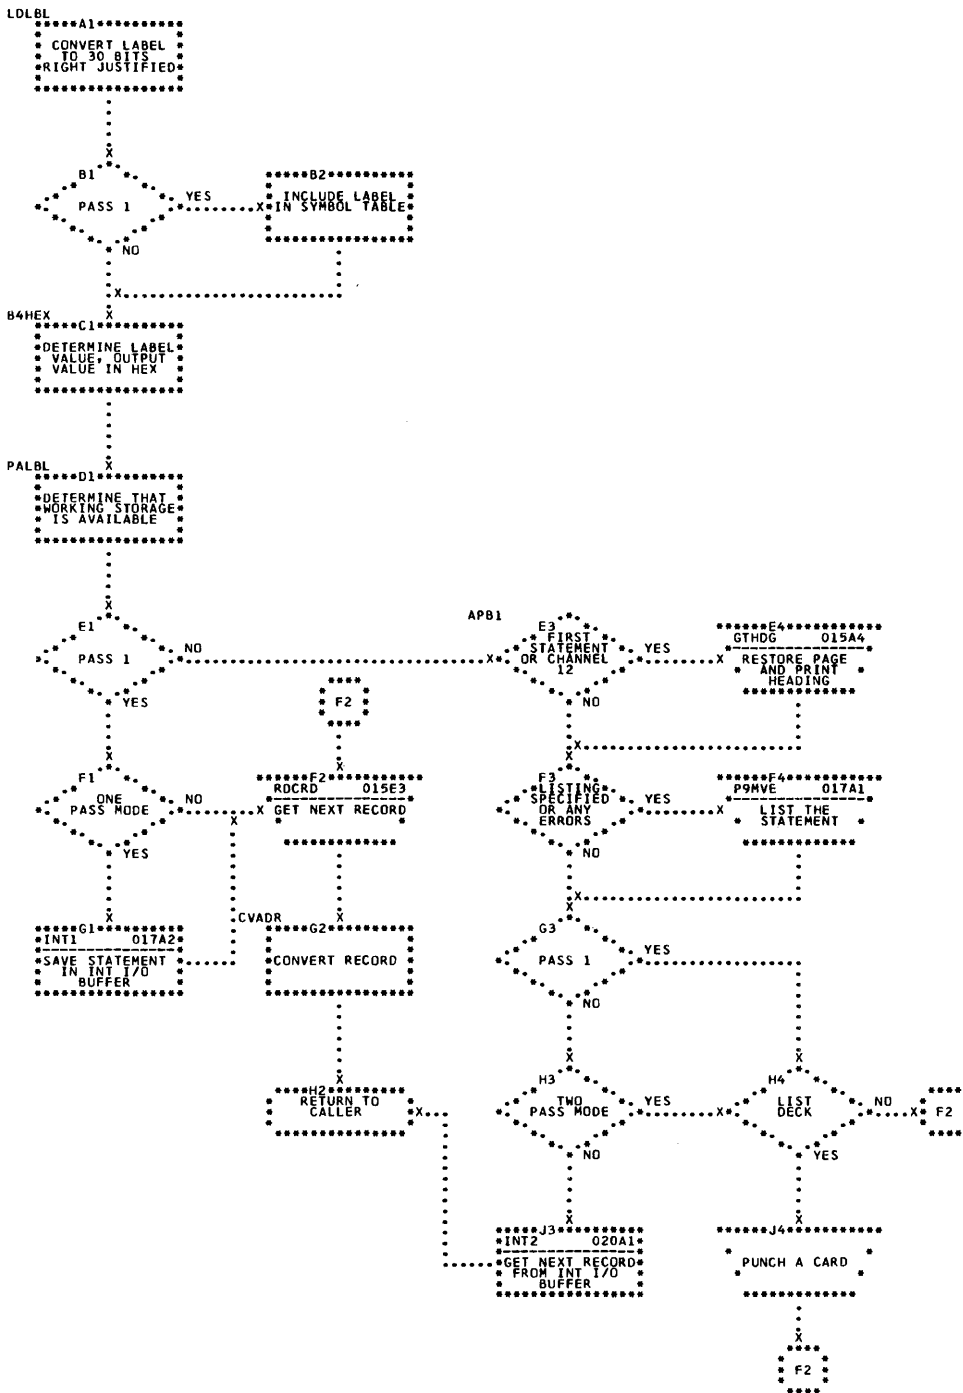 LDLBL
A1
CONVERT LABEL
TO 30 BITS
RIGHT JUSTIFIED
B1
PASS 1
YES
NO
B2
INCLUDE LABEL
IN SYMBOL TABLE
B4HEX
C1
DETERMINE LABEL
VALUE, OUTPUT
VALUE IN HEX
PALBL
D1
DETERMINE THAT
WORKING STORAGE
IS AVAILABLE
E1
PASS 1
NO
YES
APB1
E3
FIRST
STATEMENT
OR CHANNEL
12
YES
NO
E4
GTHDG 015A4
RESTORE PAGE
AND PRINT
HEADING
F2
F1
ONE
PASS MODE
NO
YES
F2
RDCRD 015E3
GET NEXT RECORD
F3
LISTING
SPECIFIED
OR ANY
ERRORS
YES
NO
F4
P9MVE 017A1
LIST THE
STATEMENT
G1
INT1 017A2
SAVE STATEMENT
IN INT I/O
BUFFER
CVADR
G2
CONVERT RECORD
G3
PASS 1
YES
NO
H2
RETURN TO
CALLER
H3
TWO
PASS MODE
YES
NO
H4
LIST
DECK
NO
YES
F2
J3
INT2 020A1
GET NEXT RECORD
FROM INT I/O
BUFFER
J4
PUNCH A CARD
F2